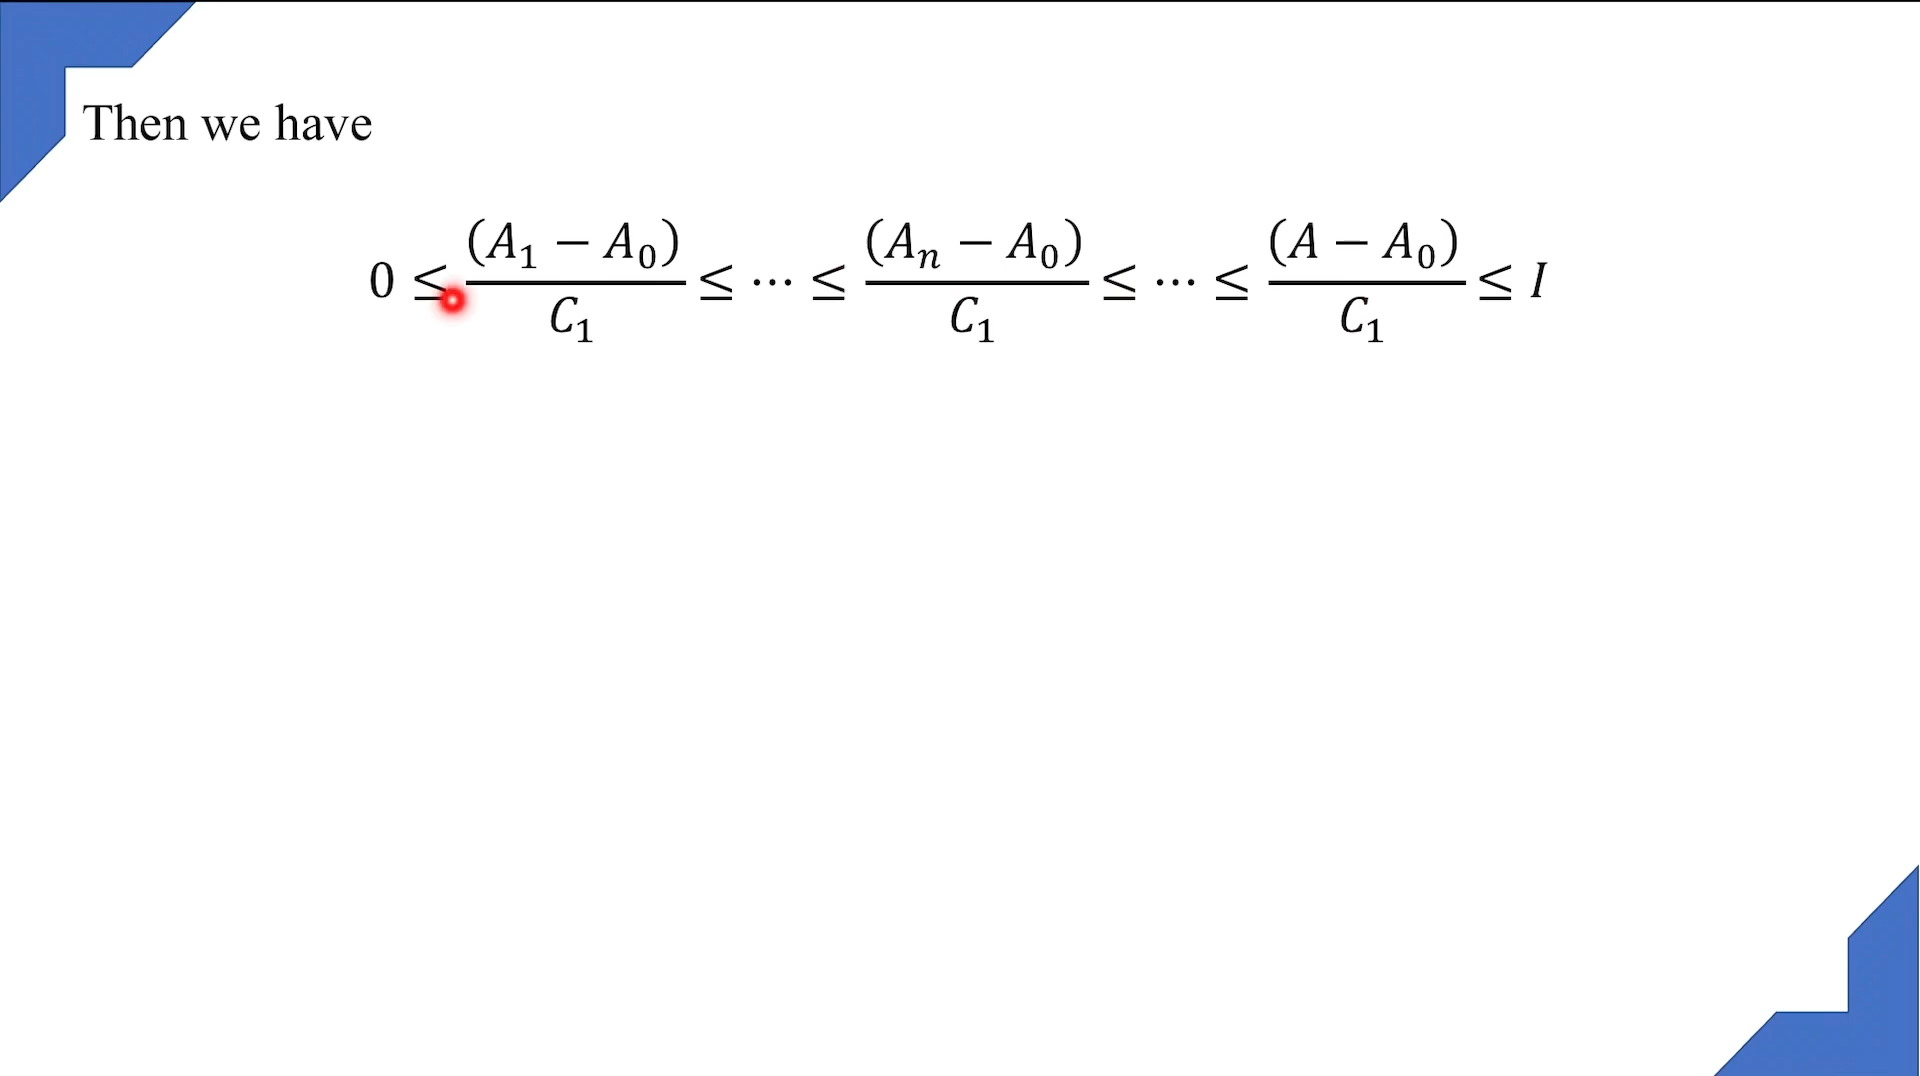 Then we have
0 ≤ (A₁ − A₀)/C₁ ≤ ⋯ ≤ (Aₙ − A₀)/C₁ ≤ ⋯ ≤ (A − A₀)/C₁ ≤ I